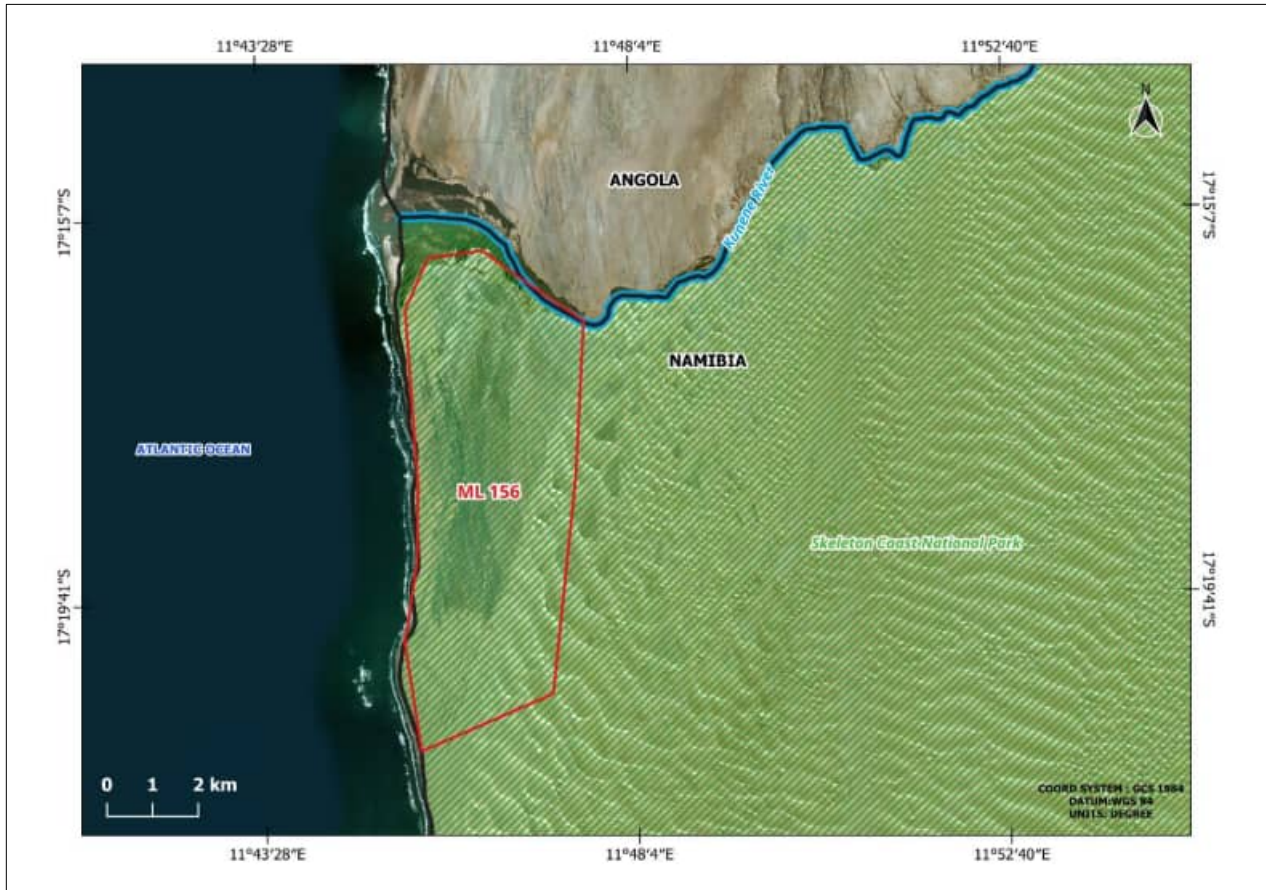 11°43'28"E 11°48'4"E 11°52'40"E
N
ANGOLA
17°15'7"S
17°15'7"S
Kunene River
NAMIBIA
ATLANTIC OCEAN
ML 156
Skeleton Coast National Park
17°19'41"S
17°19'41"S
0 1 2 km
COORD SYSTEM : GCS 1984
DATUM:WGS 84
UNITS: DEGREE
11°43'28"E 11°48'4"E 11°52'40"E